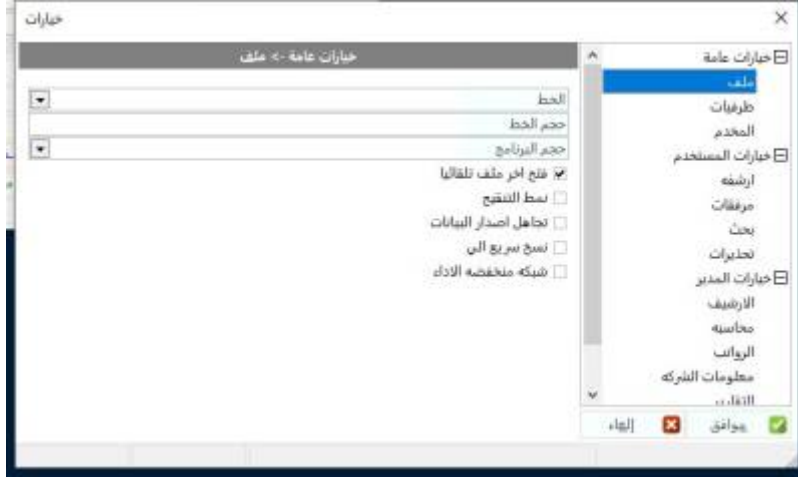 خيارات
خيارات عامة -> ملف
الخط
حجم الخط
حجم البرنامج
فتح اخر ملف تلقائيا
نمط التنقيح
تجاهل اصدار البيانات
نسخ سريع الى
شبكه منخفضه الاداء
خيارات عامة
ملف
طرفيات
المخدم
خيارات المستخدم
ارشفه
مرفقات
بحث
تحذيرات
خيارات المدير
الارشيف
محاسبه
الرواتب
معلومات الشركه
موافق
إلهاء